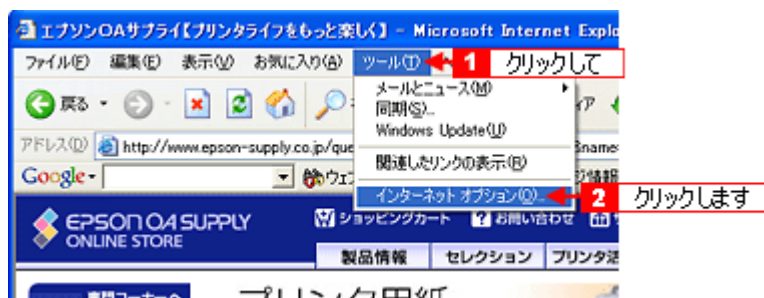 エプソンOAサプライ【プリンタライフをもっと楽しく】 - Microsoft Internet Explo
ファイル(F) 編集(E) 表示(V) お気に入り(A) ツール(T) 1 クリックして
メールとニュース(M)
戻る
同期(S)...
Windows Update(U)
アドレス(D) http://www.epson-supply.co.jp/que
関連したリンクの表示(R)
Google
インターネット オプション(O)... 2 クリックします
EPSON OA SUPPLY
ONLINE STORE
ショッピングカート ? お問い合わせ
製品情報 セレクション プリンタ活
プリンタ用紙